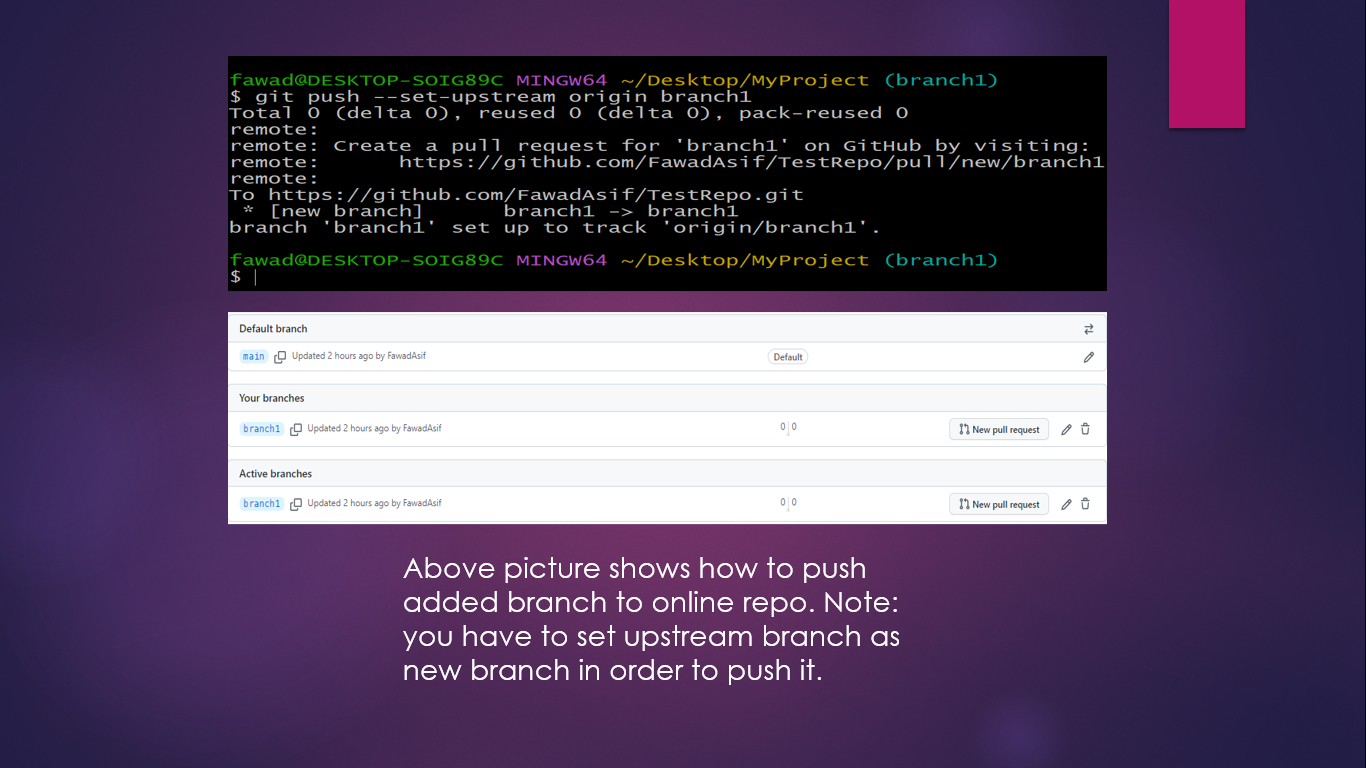 fawad@DESKTOP-SOIG89C MINGW64 ~/Desktop/MyProject (branch1)
$ git push --set-upstream origin branch1
Total 0 (delta 0), reused 0 (delta 0), pack-reused 0
remote:
remote: Create a pull request for 'branch1' on GitHub by visiting:
remote:      https://github.com/FawadAsif/TestRepo/pull/new/branch1
remote:
To https://github.com/FawadAsif/TestRepo.git
 * [new branch]      branch1 -> branch1
branch 'branch1' set up to track 'origin/branch1'.
fawad@DESKTOP-SOIG89C MINGW64 ~/Desktop/MyProject (branch1)
$
Default branch
main Updated 2 hours ago by FawadAsif Default
Your branches
branch1 Updated 2 hours ago by FawadAsif 0 0 New pull request
Active branches
branch1 Updated 2 hours ago by FawadAsif 0 0 New pull request
Above picture shows how to push
added branch to online repo. Note:
you have to set upstream branch as
new branch in order to push it.